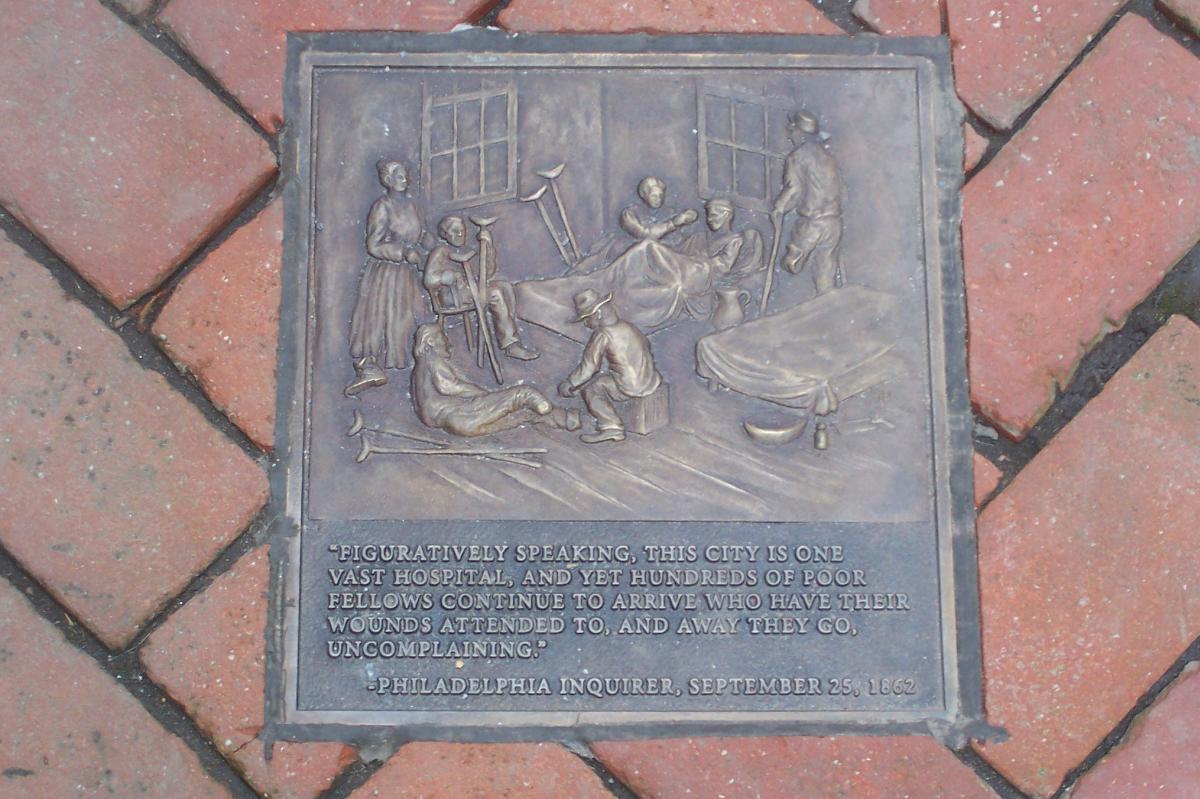 “FIGURATIVELY SPEAKING, THIS CITY IS ONE
VAST HOSPITAL, AND YET HUNDREDS OF POOR
FELLOWS CONTINUE TO ARRIVE WHO HAVE THEIR
WOUNDS ATTENDED TO, AND AWAY THEY GO,
UNCOMPLAINING.”
-PHILADELPHIA INQUIRER, SEPTEMBER 25, 1862